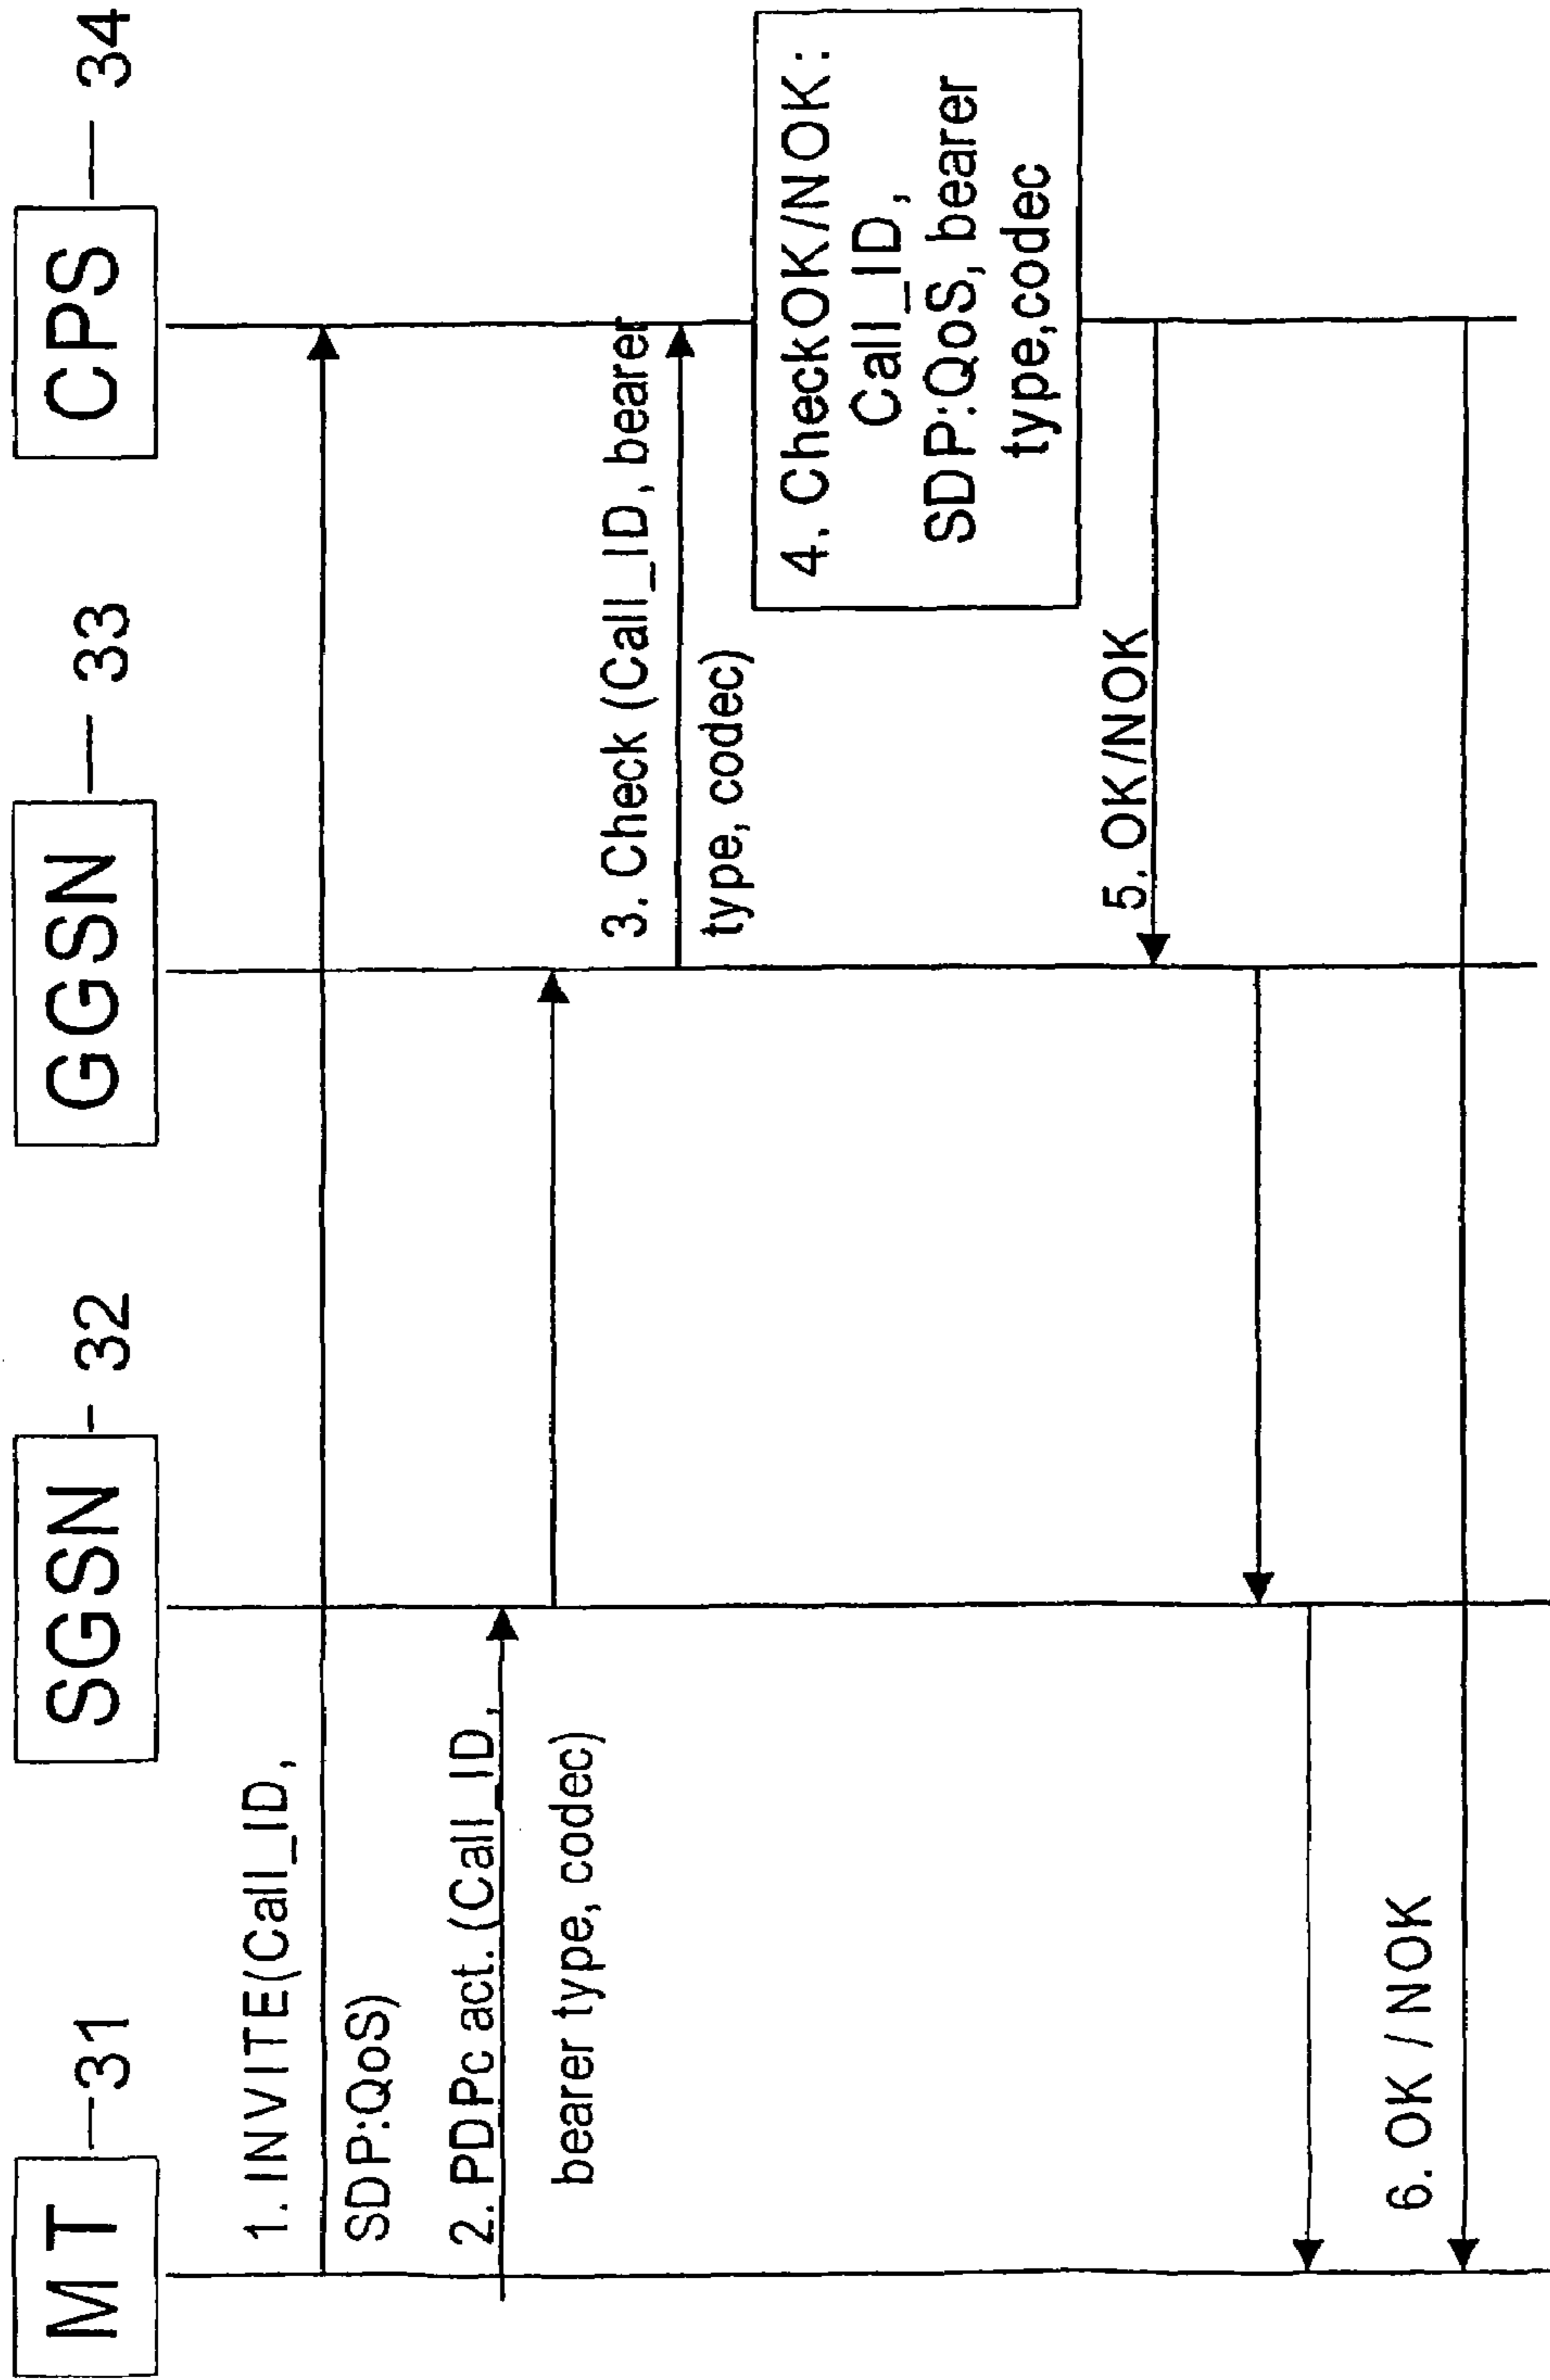 MT 31
SGSN 32
GGSN 33
CPS 34
1. INVITE(Call_ID,
SDP:QoS)
2. PDPc act. (Call_ID,
bearer type, codec)
3. Check (Call_ID, bearer
type, codec)
4. CheckOK/NOK:
Call_ID,
SDP:QoS, bearer
type,codec
5. OK/NOK
6. OK / NOK